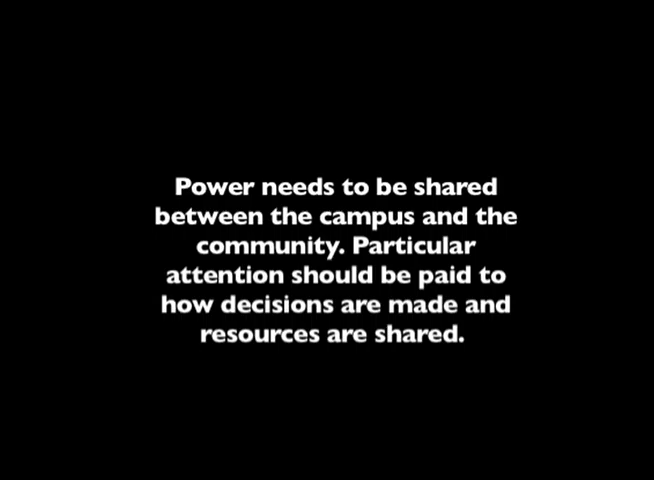 Power needs to be shared
between the campus and the
community. Particular
attention should be paid to
how decisions are made and
resources are shared.